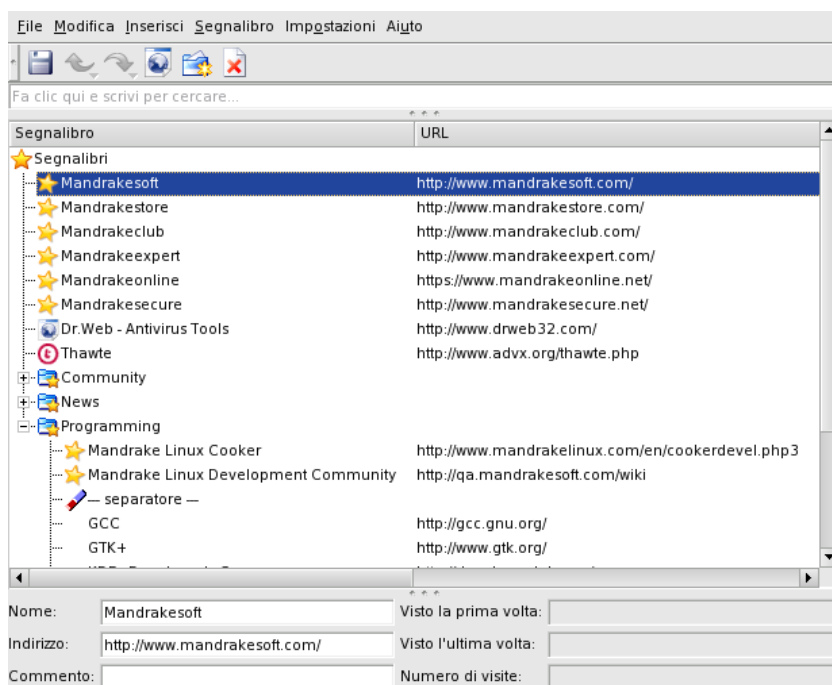 File Modifica Inserisci Segnalibro Impostazioni Aiuto
Fa clic qui e scrivi per cercare...
Segnalibro URL
Segnalibri
Mandrakesoft http://www.mandrakesoft.com/
Mandrakestore http://www.mandrakestore.com/
Mandrakeclub http://www.mandrakeclub.com/
Mandrakeexpert http://www.mandrakeexpert.com/
Mandrakeonline https://www.mandrakeonline.net/
Mandrakesecure http://www.mandrakesecure.net/
Dr.Web - Antivirus Tools http://www.drweb32.com/
Thawte http://www.advx.org/thawte.php
Community
News
Programming
Mandrake Linux Cooker http://www.mandrakelinux.com/en/cookerdevel.php3
Mandrake Linux Development Community http://qa.mandrakesoft.com/wiki
— separatore —
GCC http://gcc.gnu.org/
GTK+ http://www.gtk.org/
Nome: Mandrakesoft Visto la prima volta:
Indirizzo: http://www.mandrakesoft.com/ Visto l'ultima volta:
Commento: Numero di visite: